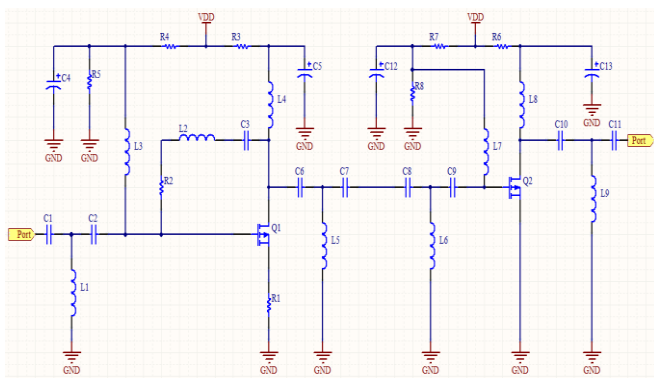 VDD VDD
R4 R3 R7 R6
C4 R5 C5 C12 C13
R8
L4 L8
GND
L2 C3 C10 C11
GND GND L3 GND GND GND L7 Port
R2 C6 C7 C8 C9 Q2
L9
C1 C2 Q1
Port L5 L6
L1
R1
GND GND GND GND GND GND